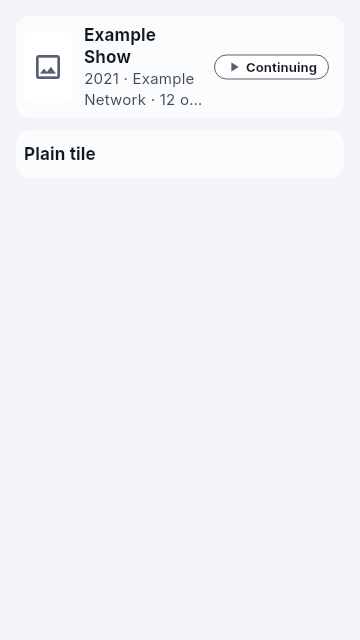 Example
Show
2021 · Example
Network · 12 o...
Continuing
Plain tile